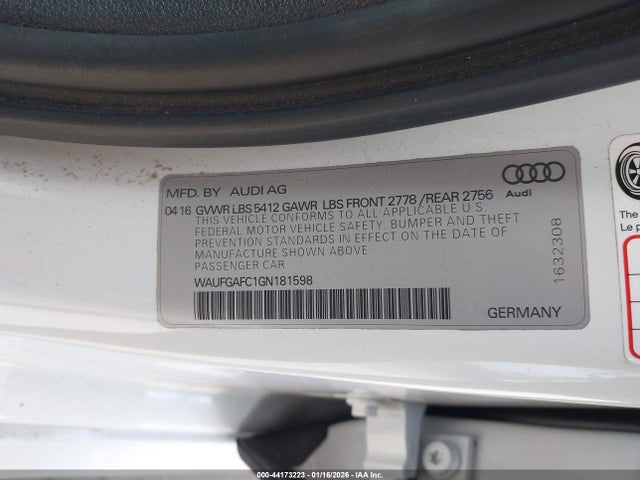 MFD. BY AUDI AG
Audi
04 16 GVWR LBS 5412 GAWR LBS FRONT 2778 / REAR 2756
THIS VEHICLE CONFORMS TO ALL APPLICABLE U.S.
FEDERAL MOTOR VEHICLE SAFETY, BUMPER AND THEFT
PREVENTION STANDARDS IN EFFECT ON THE DATE OF
MANUFACTURE SHOWN ABOVE
PASSENGER CAR
WAUFGAFC1GN181598
1632308
GERMANY
The
Le p
000-44173223 - 01/16/2026 - IAA Inc.